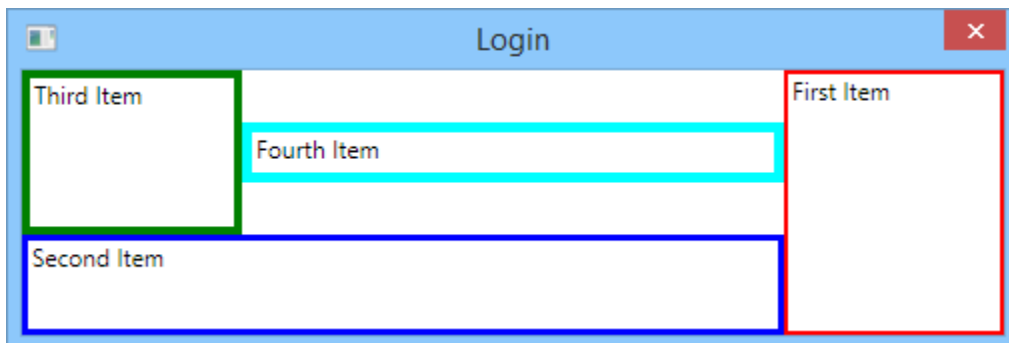 Login
Third Item
First Item
Fourth Item
Second Item